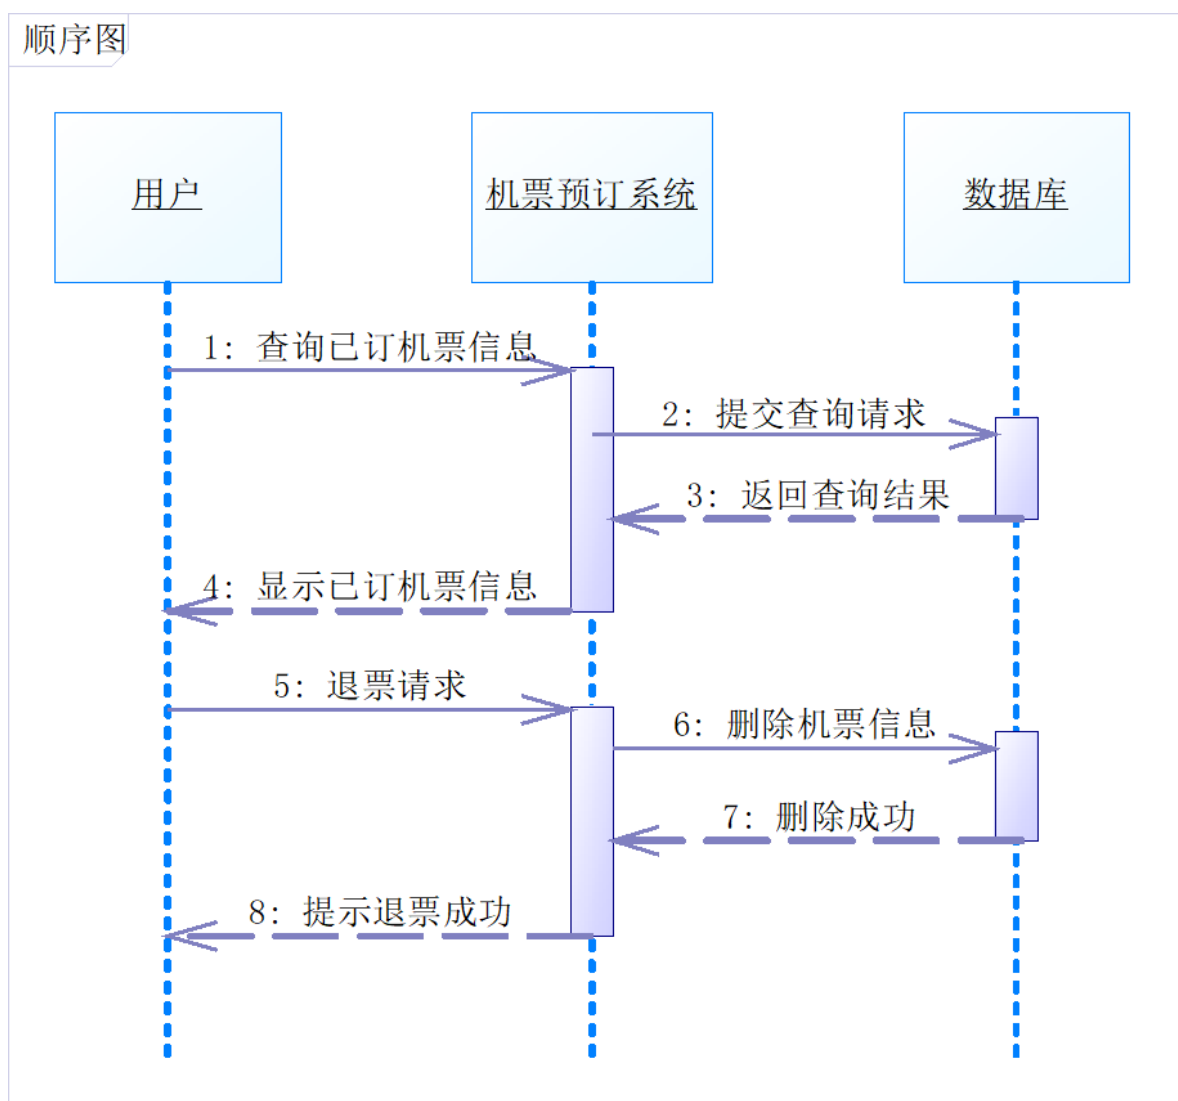 顺序图
用户
机票预订系统
数据库
1: 查询已订机票信息
2: 提交查询请求
3: 返回查询结果
4: 显示已订机票信息
5: 退票请求
6: 删除机票信息
7: 删除成功
8: 提示退票成功